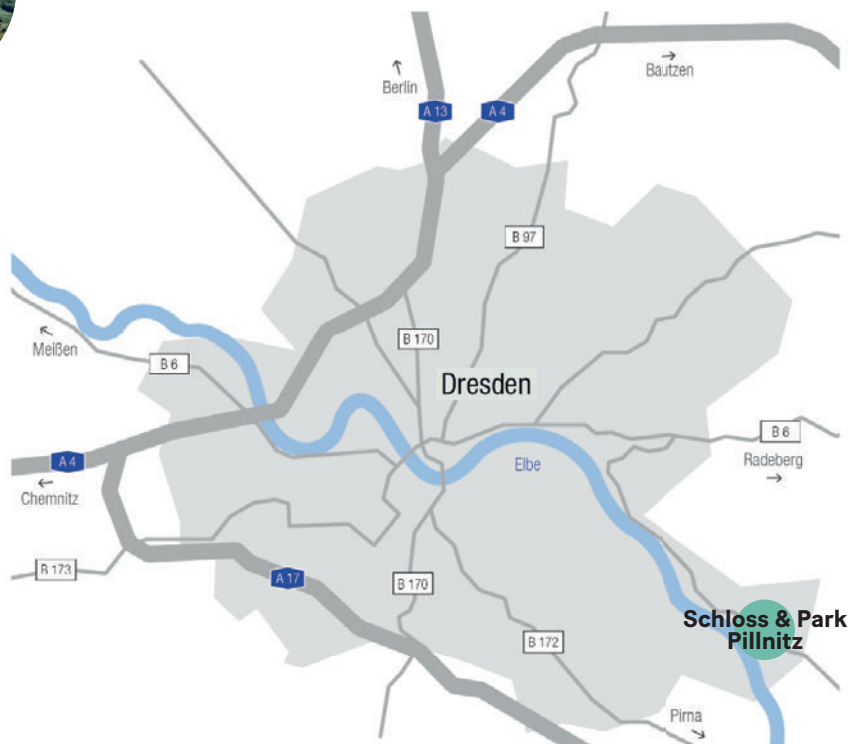 Berlin
Bautzen
A 13
A 4
B 97
Meißen
B 6
B 170
Dresden
B 6
Radeberg
A 4
Chemnitz
Elbe
B 173
A 17
B 170
Schloss & Park
Pillnitz
B 172
Pirna